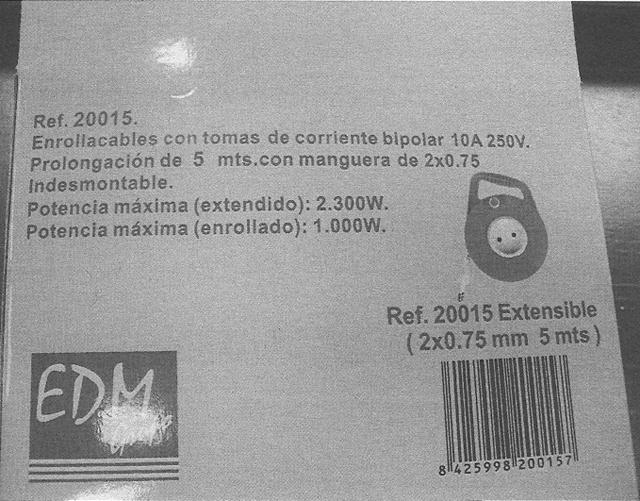 Ref. 20015.
Enrollacables con tomas de corriente bipolar 10A 250V.
Prolongación de 5 mts.con manguera de 2x0.75
Indesmontable.
Potencia máxima (extendido): 2.300W.
Potencia máxima (enrollado): 1.000W.
Ref. 20015 Extensible
( 2x0.75 mm 5 mts )
EDM
8 425998 200157